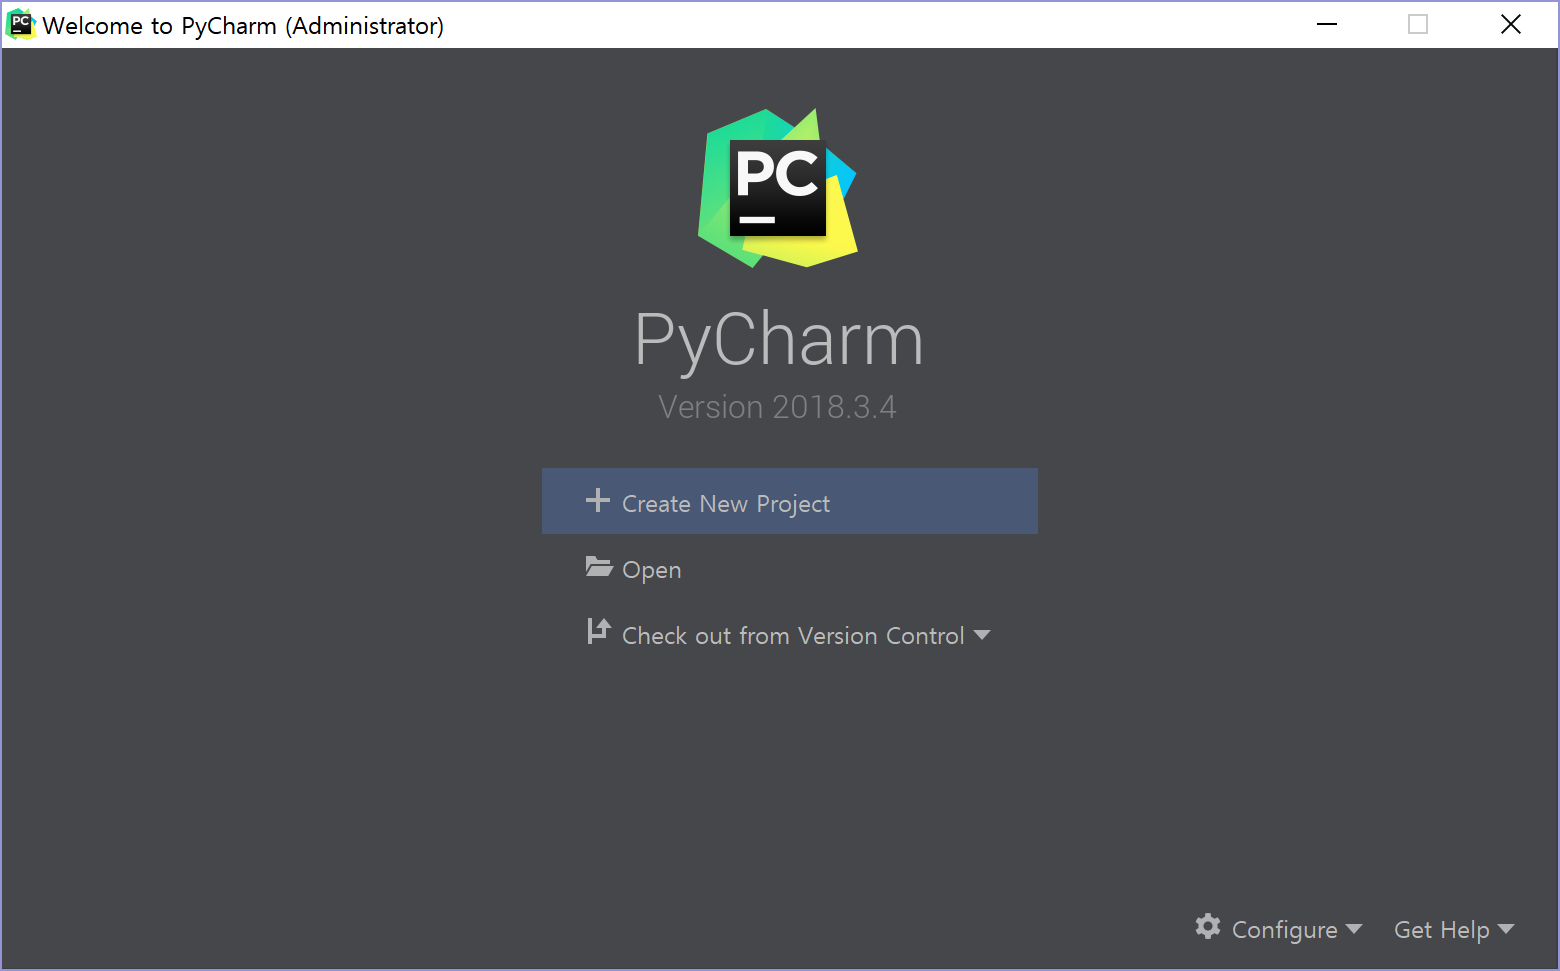 PC
Welcome to PyCharm (Administrator)
PC
PyCharm
Version 2018.3.4
Create New Project
Open
Check out from Version Control
Configure
Get Help